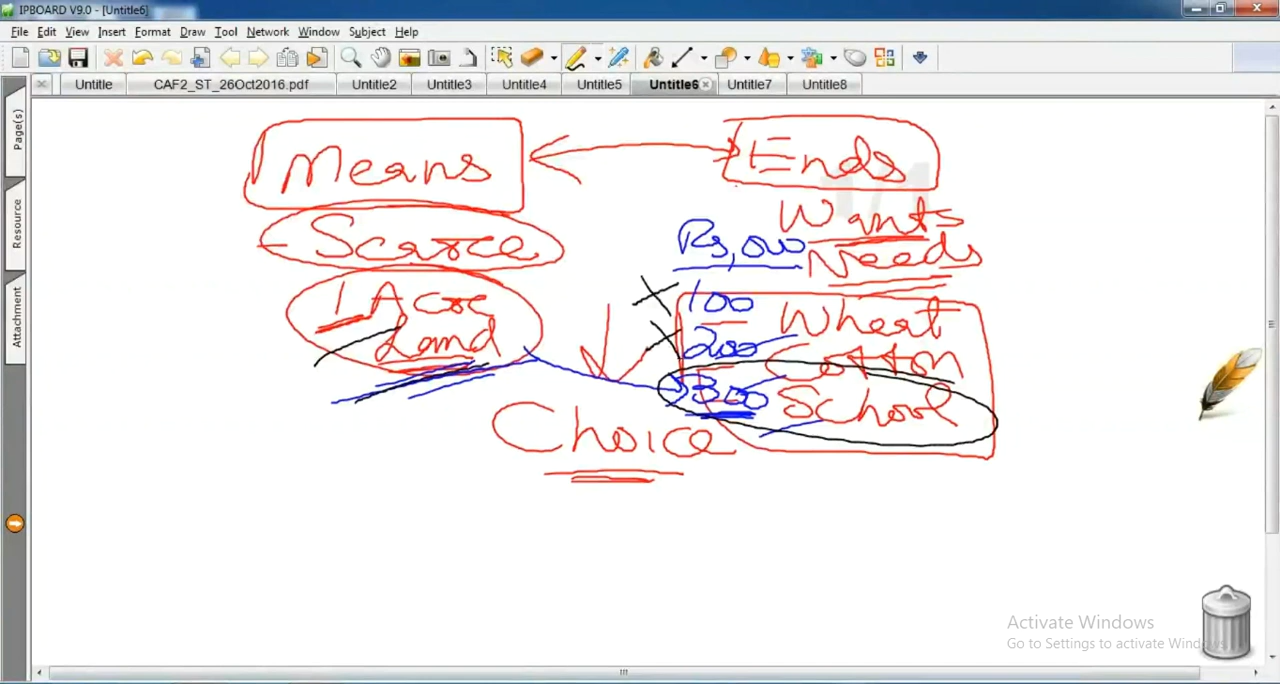 IPBOARD V9.0 - [Untitle6]
File Edit View Insert Format Draw Tool Network Window Subject Help
Untitle CAF2_ST_26Oct2016.pdf Untitle2 Untitle3 Untitle4 Untitle5 Untitle6 Untitle7 Untitle8
Page(s)
Resource
Attachment
Means Ends
Scarce Wants
Rs,000 Needs
1 Acre 100 Wheat
Land 200 Cotton
300 School
Choice
Activate Windows
Go to Settings to activate Windows.